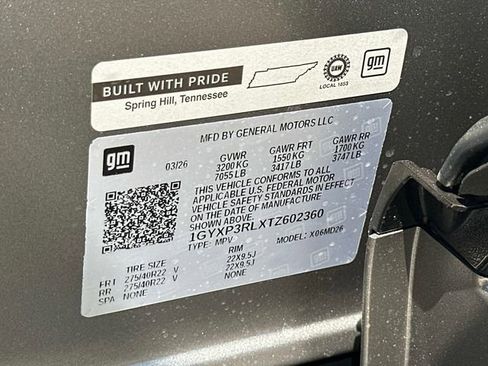 BUILT WITH PRIDE
Spring Hill, Tennessee
UAW
LOCAL 1853
gm
MFD BY GENERAL MOTORS LLC
gm
03/26 GVWR GAWR FRT GAWR RR
3200 KG 1550 KG 1700 KG
7055 LB 3417 LB 3747 LB
THIS VEHICLE CONFORMS TO ALL
APPLICABLE U.S. FEDERAL MOTOR
VEHICLE SAFETY STANDARDS IN EFFECT
ON THE DATE OF MANUFACTURE
SHOWN ABOVE.
1GYXP3RLXTZ602360
TYPE: MPV MODEL: X06MD26
TIRE SIZE RIM
FRT 275/40R22 V 22X9.5J
RR 275/40R22 V 22X9.5J
SPA NONE NONE